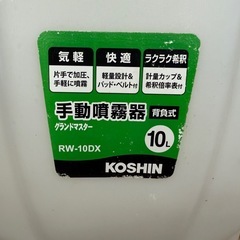 気軽 快適 ラクラク希釈
片手で加圧、 軽量設計& 計量カップ&
手軽に噴霧 パッド・ベルト付 希釈倍率表付
手動噴霧器 背負式
グランドマスター 10L
RW-10DX
KOSHIN